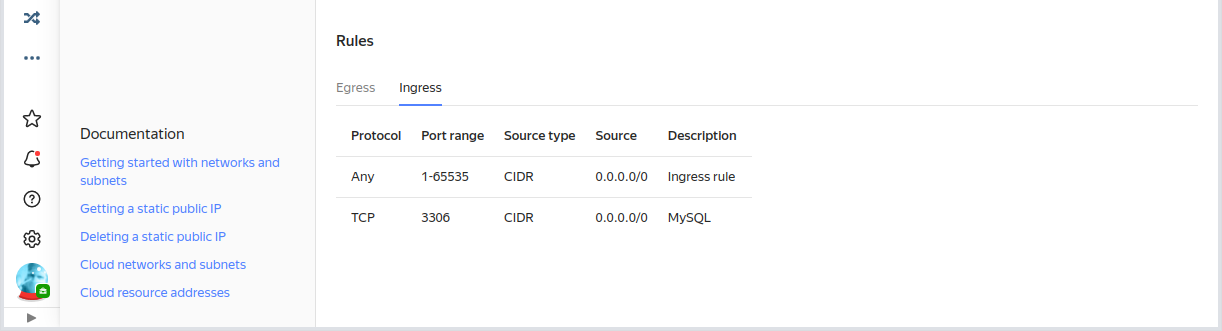 Rules
Egress Ingress
Protocol Port range Source type Source Description
Any 1-65535 CIDR 0.0.0.0/0 Ingress rule
TCP 3306 CIDR 0.0.0.0/0 MySQL
Documentation
Getting started with networks and
subnets
Getting a static public IP
Deleting a static public IP
Cloud networks and subnets
Cloud resource addresses